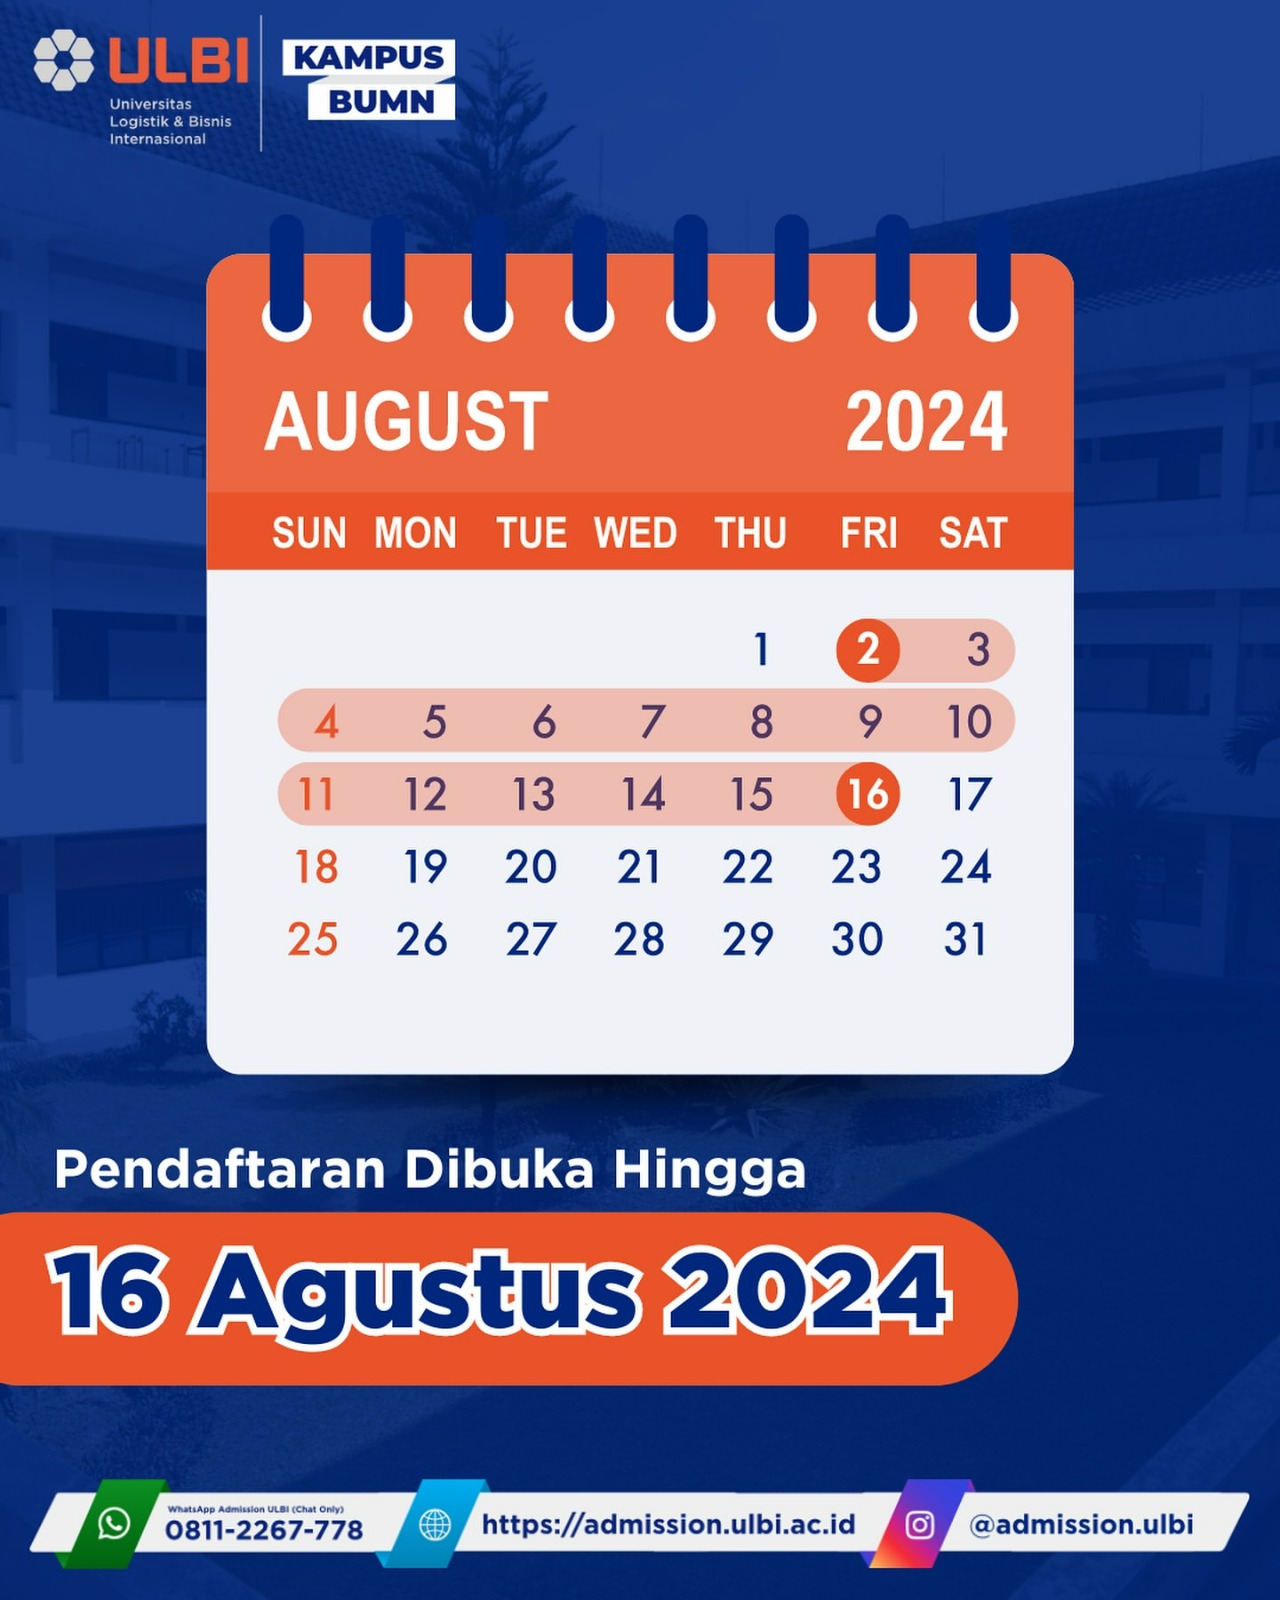 ULBI
Universitas
Logistik & Bisnis
Internasional
KAMPUS
BUMN
AUGUST 2024
SUN MON TUE WED THU FRI SAT
1 2 3
4 5 6 7 8 9 10
11 12 13 14 15 16 17
18 19 20 21 22 23 24
25 26 27 28 29 30 31
Pendaftaran Dibuka Hingga
16 Agustus 2024
WhatsApp Admission ULBI (Chat Only)
0811-2267-778
https://admission.ulbi.ac.id
@admission.ulbi